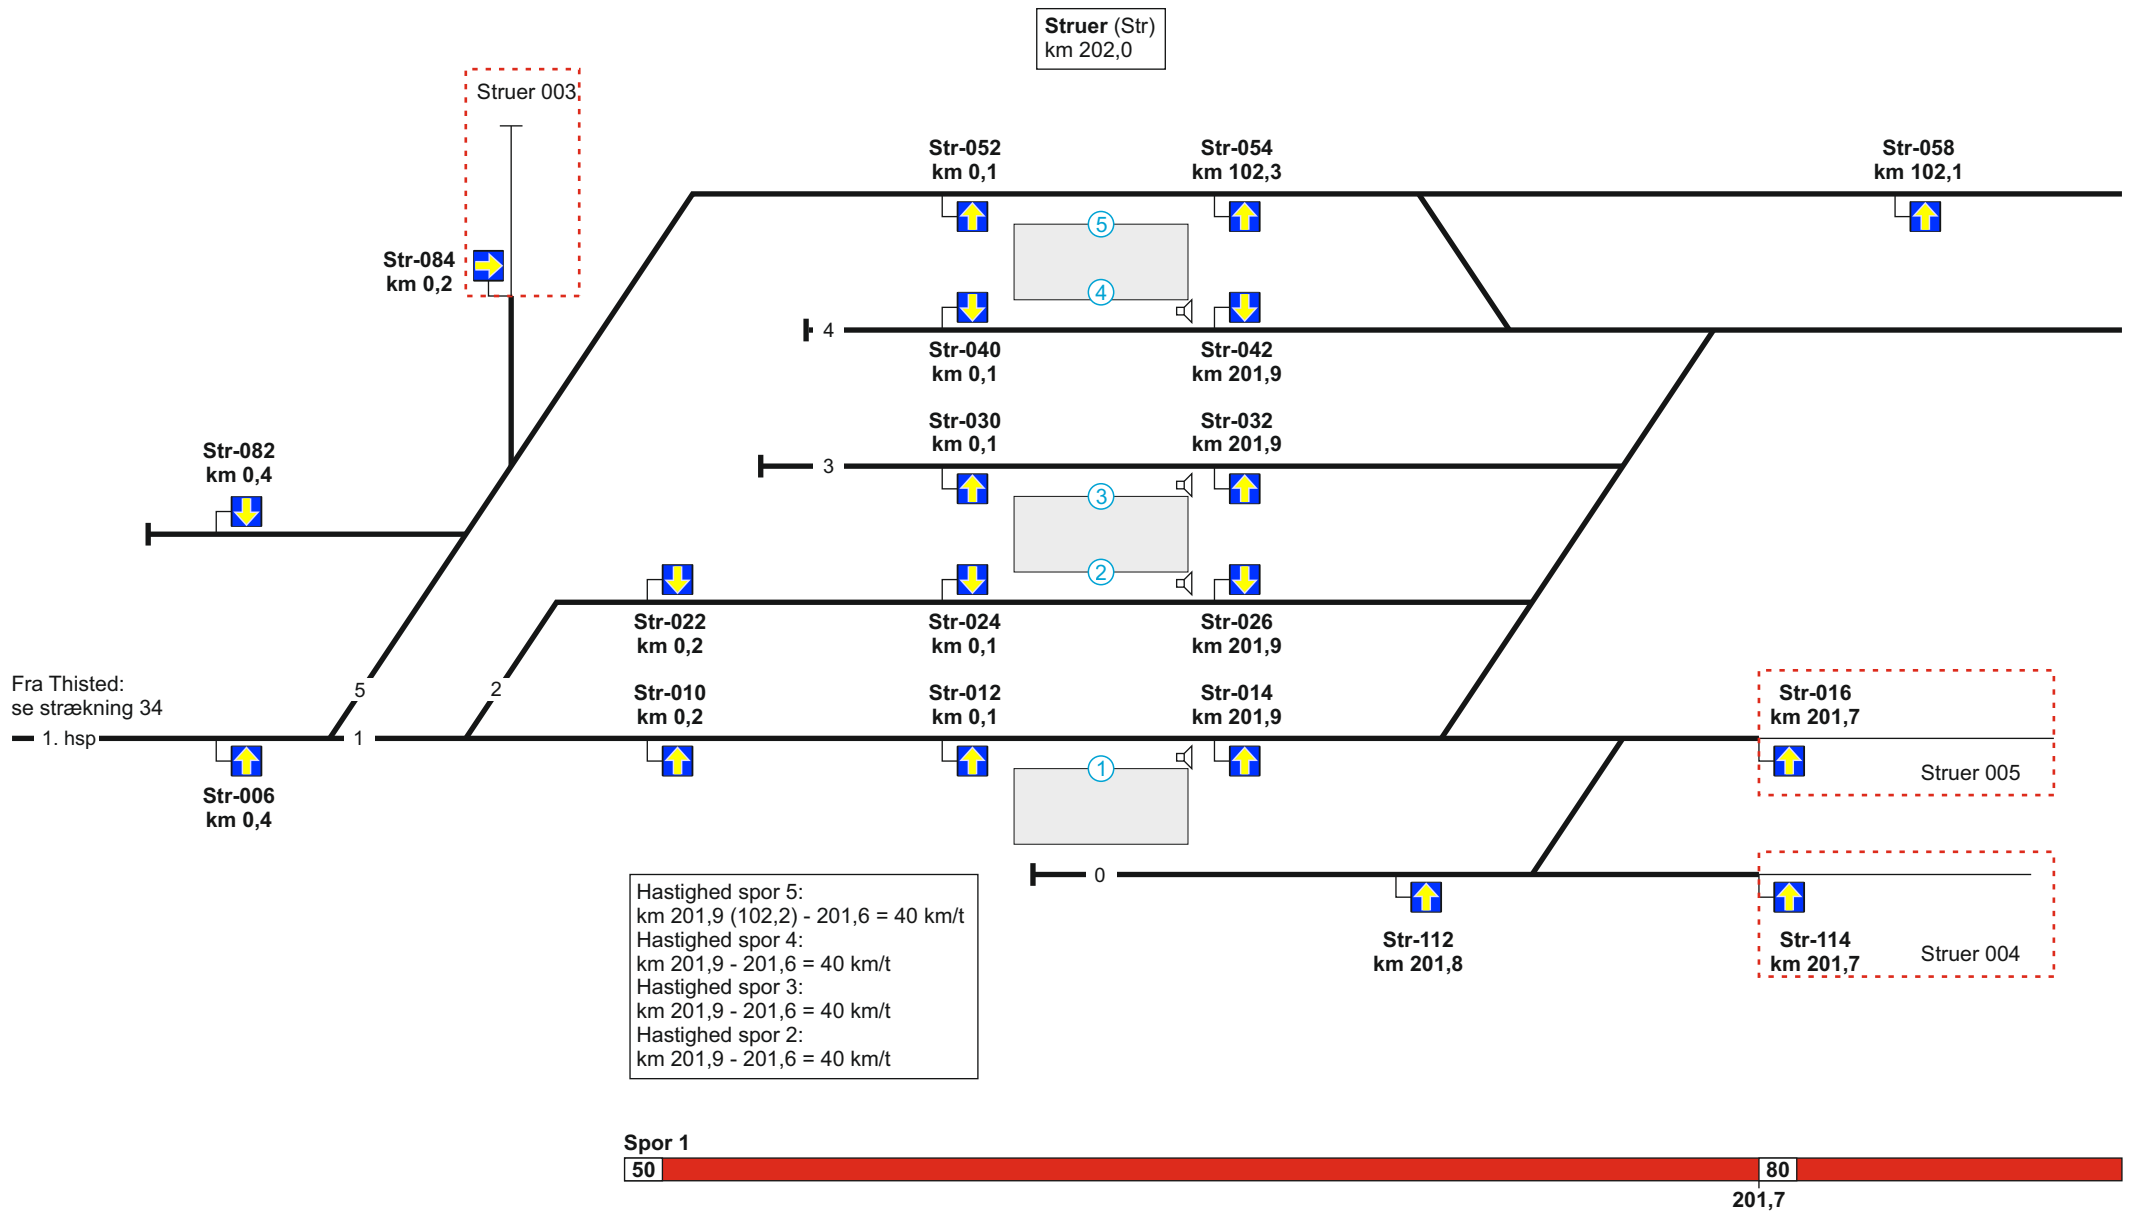 Struer (Str)
km 202,0
Struer 003
Str-052
km 0,1
Str-054
km 102,3
Str-058
km 102,1
5
Str-084
km 0,2
4
4
Str-040
km 0,1
Str-042
km 201,9
Str-030
km 0,1
Str-032
km 201,9
Str-082
km 0,4
3
3
2
Str-022
km 0,2
Str-024
km 0,1
Str-026
km 201,9
Fra Thisted:
se strækning 34
5
2
Str-010
km 0,2
Str-012
km 0,1
Str-014
km 201,9
Str-016
km 201,7
1. hsp
1
1
Struer 005
Str-006
km 0,4
0
Str-112
km 201,8
Str-114
km 201,7
Struer 004
Hastighed spor 5:
km 201,9 (102,2) - 201,6 = 40 km/t
Hastighed spor 4:
km 201,9 - 201,6 = 40 km/t
Hastighed spor 3:
km 201,9 - 201,6 = 40 km/t
Hastighed spor 2:
km 201,9 - 201,6 = 40 km/t
Spor 1
50
80
201,7